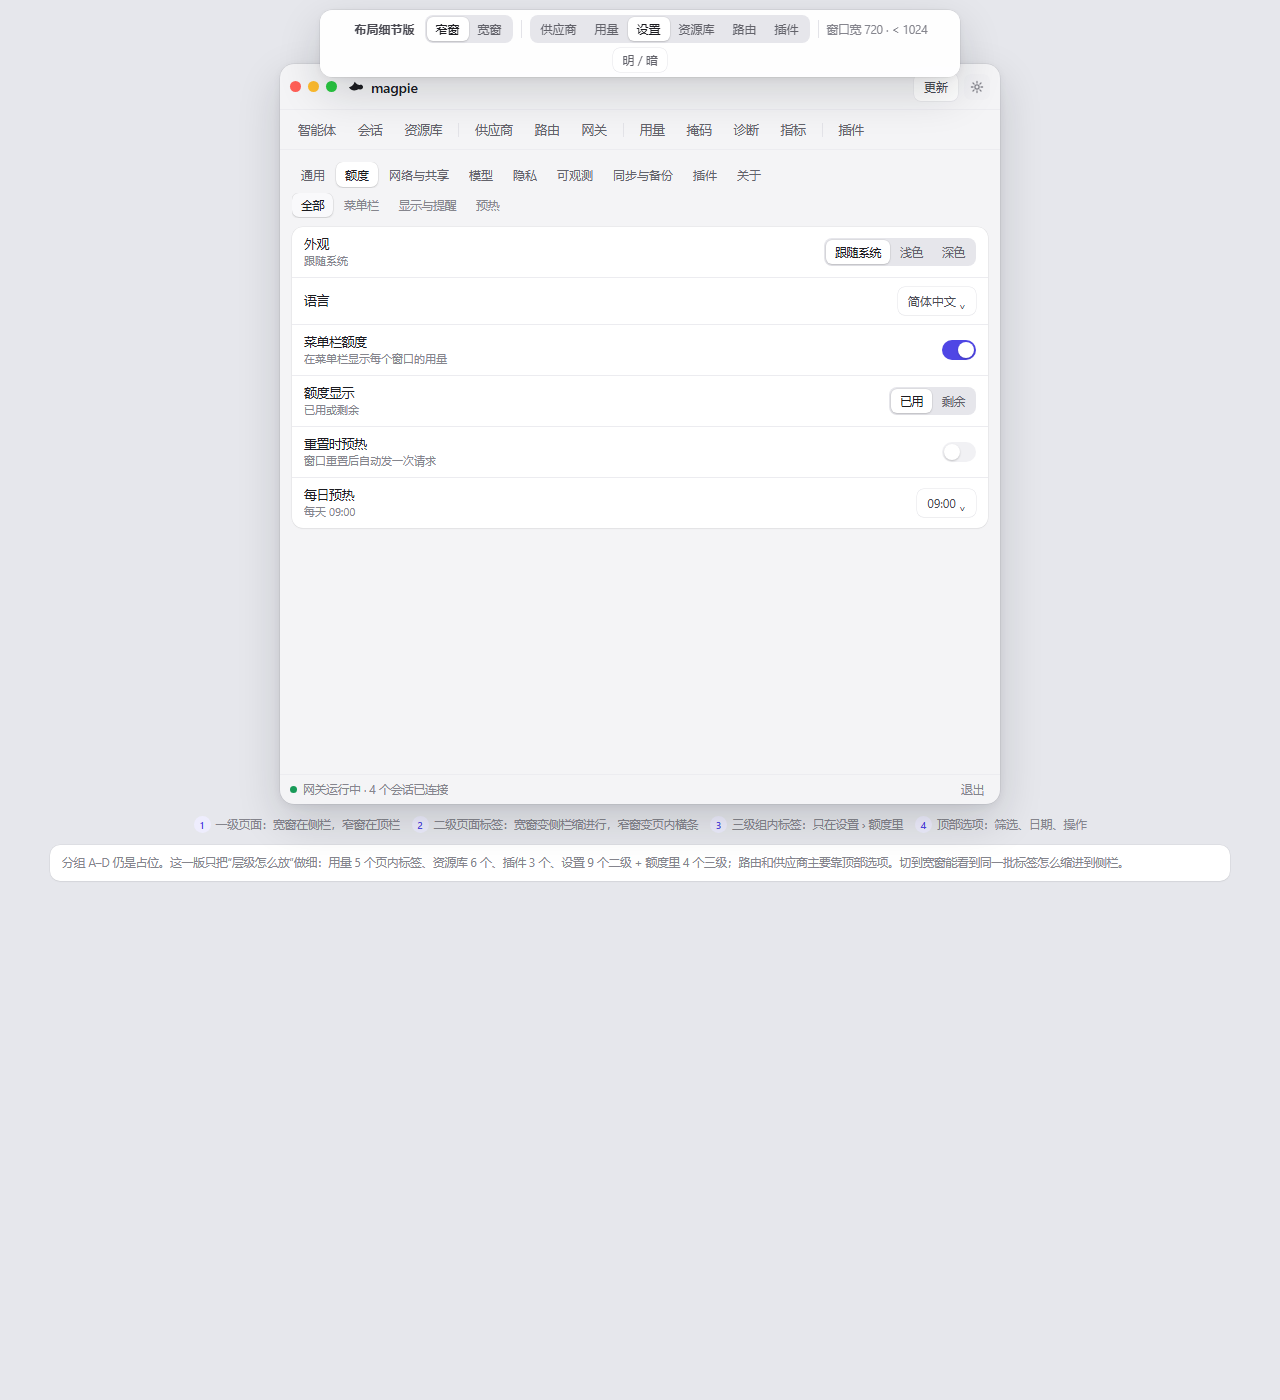 布局细节版 窄窗 宽窗 供应商 用量 设置 资源库 路由 插件 窗口宽 720 · < 1024
明 / 暗
magpie 更新
智能体 会话 资源库 供应商 路由 网关 用量 掩码 诊断 指标 插件
通用 额度 网络与共享 模型 隐私 可观测 同步与备份 插件 关于
全部 菜单栏 显示与提醒 预热
外观 跟随系统 浅色 深色
跟随系统
语言 简体中文
菜单栏额度
在菜单栏显示每个窗口的用量
额度显示 已用 剩余
已用或剩余
重置时预热
窗口重置后自动发一次请求
每日预热 09:00
每天 09:00
网关运行中 · 4 个会话已连接 退出
1 一级页面：宽窗在侧栏，窄窗在顶栏 2 二级页面标签：宽窗变侧栏缩进行，窄窗变页内横条 3 三级组内标签：只在设置 › 额度里 4 顶部选项：筛选、日期、操作
分组 A–D 仍是占位。这一版只把“层级怎么放”做细：用量 5 个页内标签、资源库 6 个、插件 3 个、设置 9 个二级 + 额度里 4 个三级；路由和供应商主要靠顶部选项。切到宽窗能看到同一批标签怎么缩进到侧栏。